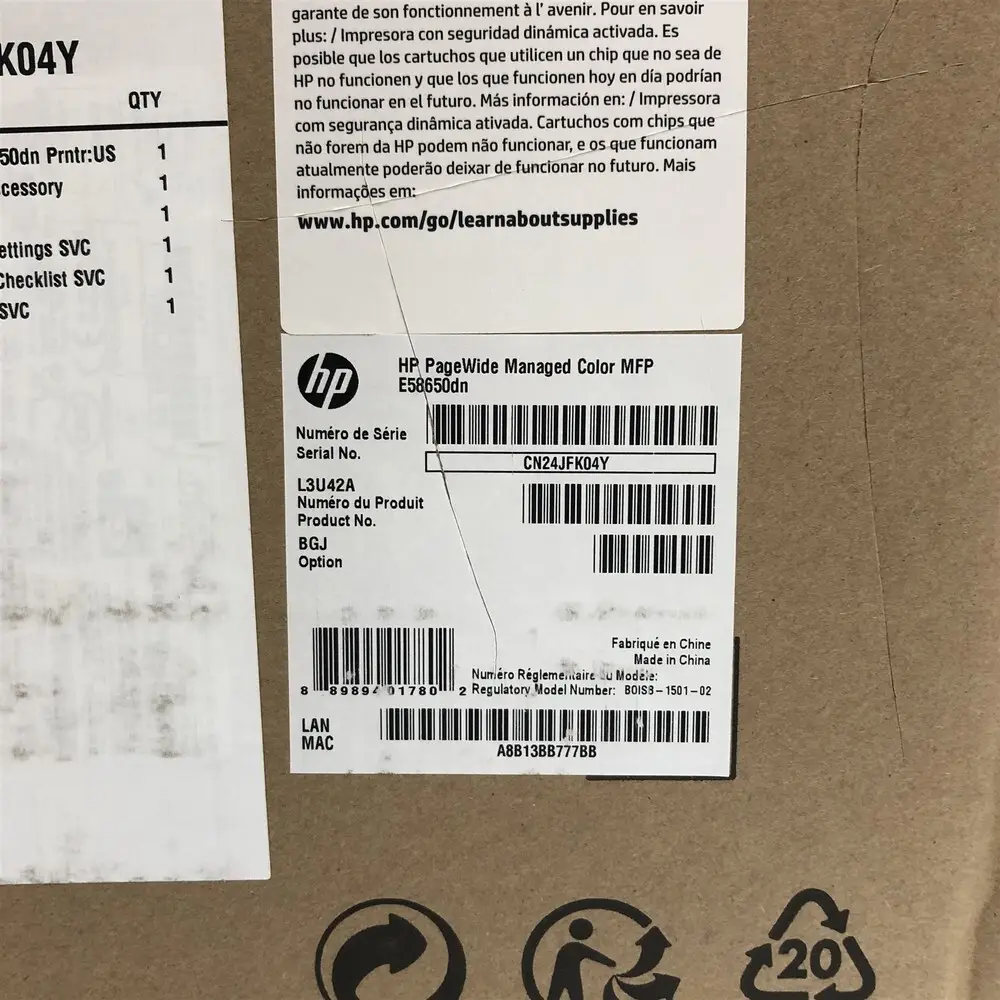 K04Y
QTY
50dn Prntr:US 1
cessory 1
1
ettings SVC 1
Checklist SVC 1
SVC 1
garante de son fonctionnement à l' avenir. Pour en savoir
plus: / Impresora con seguridad dinámica activada. Es
posible que los cartuchos que utilicen un chip que no sea de
HP no funcionen y que los que funcionen hoy en día podrían
no funcionar en el futuro. Más información en: / Impressora
com segurança dinâmica ativada. Cartuchos com chips que
não forem da HP podem não funcionar, e os que funcionam
atualmente poderão deixar de funcionar no futuro. Mais
informações em:
www.hp.com/go/learnaboutsupplies
hp
HP PageWide Managed Color MFP
E58650dn
Numéro de Série
Serial No.
CN24JFK04Y
L3U42A
Numéro du Produit
Product No.
BGJ
Option
Fabriqué en Chine
Made in China
Numéro Réglementaire du Modèle:
Regulatory Model Number: BOISB-1501-02
8 89894 01780 2
LAN
MAC
A8B13BB777BB
20